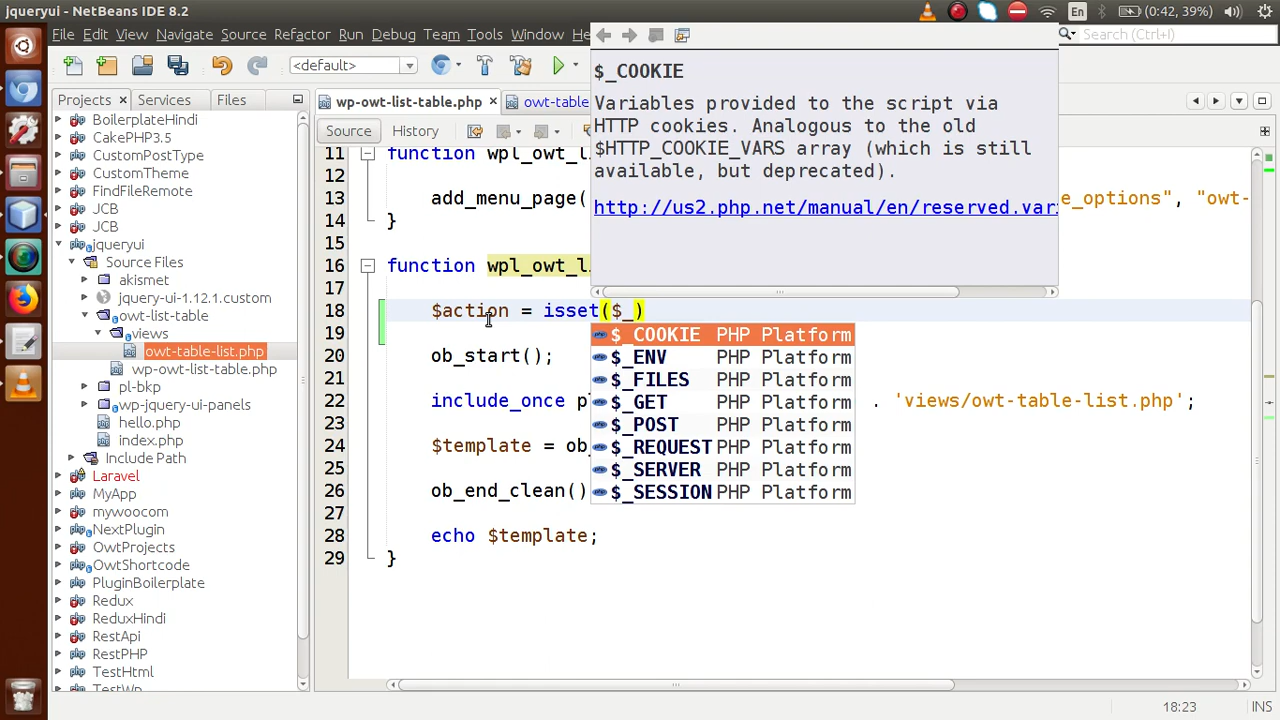 jqueryui - NetBeans IDE 8.2
En
(0:42, 39%)
File Edit View Navigate Source Refactor Run Debug Team Tools Window
Search (Ctrl+I)
<default>
Projects Services Files
wp-owt-list-table.php
owt-table
Source History
BoilerplateHindi
CakePHP3.5
CustomPostType
CustomTheme
FindFileRemote
JCB
JCB
jqueryui
Source Files
akismet
jquery-ui-1.12.1.custom
owt-list-table
views
owt-table-list.php
wp-owt-list-table.php
pl-bkp
wp-jquery-ui-panels
hello.php
index.php
Include Path
Laravel
MyApp
mywoocom
NextPlugin
OwtProjects
OwtShortcode
PluginBoilerplate
Redux
ReduxHindi
RestApi
RestPHP
TestHtml
TestWp
11 function wpl_owt_li
12
13 add_menu_page( e_options", "owt-
14 }
15
16 function wpl_owt_li
17
18 $action = isset($_)
19
20 ob_start();
21
22 include_once p . 'views/owt-table-list.php';
23
24 $template = ob_
25
26 ob_end_clean()
27
28 echo $template;
29 }
$_COOKIE
Variables provided to the script via
HTTP cookies. Analogous to the old
$HTTP_COOKIE_VARS array (which is still
available, but deprecated).
http://us2.php.net/manual/en/reserved.var
$_COOKIE PHP Platform
$_ENV PHP Platform
$_FILES PHP Platform
$_GET PHP Platform
$_POST PHP Platform
$_REQUEST PHP Platform
$_SERVER PHP Platform
$_SESSION PHP Platform
18:23 INS